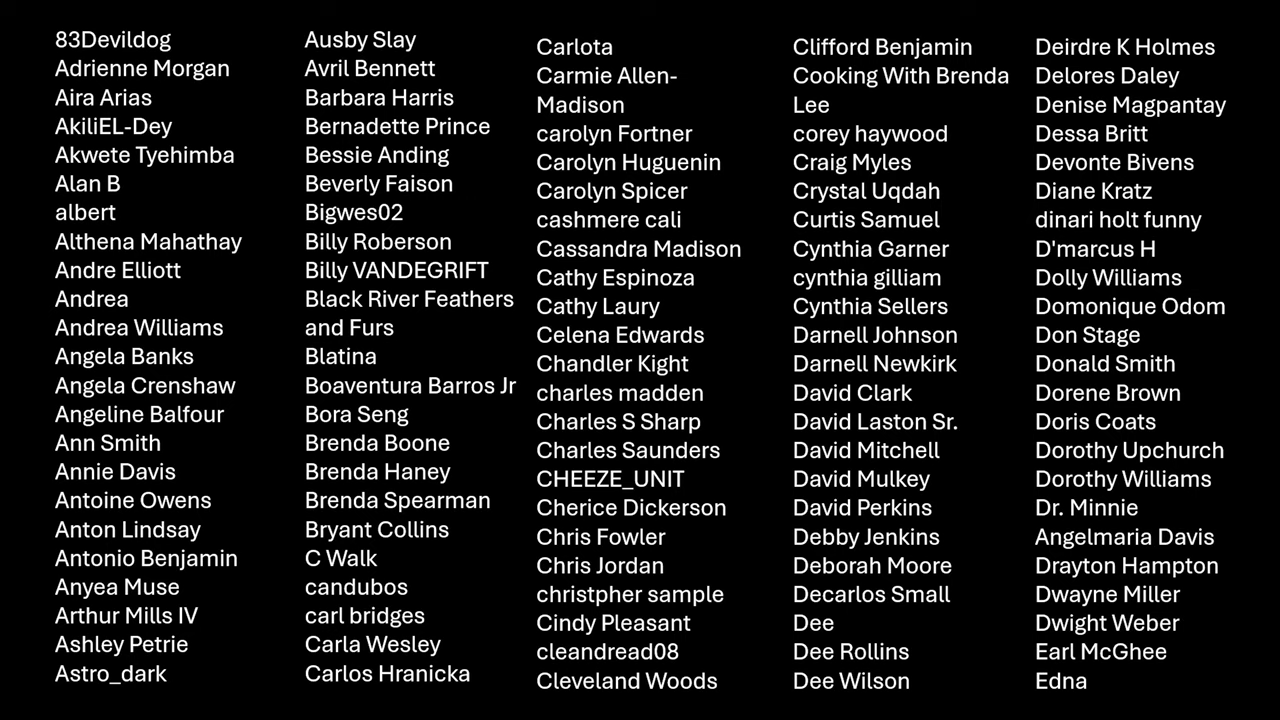 83Devildog
Adrienne Morgan
Aira Arias
AkiliEL-Dey
Akwete Tyehimba
Alan B
albert
Althena Mahathay
Andre Elliott
Andrea
Andrea Williams
Angela Banks
Angela Crenshaw
Angeline Balfour
Ann Smith
Annie Davis
Antoine Owens
Anton Lindsay
Antonio Benjamin
Anyea Muse
Arthur Mills IV
Ashley Petrie
Astro_dark
Ausby Slay
Avril Bennett
Barbara Harris
Bernadette Prince
Bessie Anding
Beverly Faison
Bigwes02
Billy Roberson
Billy VANDEGRIFT
Black River Feathers
and Furs
Blatina
Boaventura Barros Jr
Bora Seng
Brenda Boone
Brenda Haney
Brenda Spearman
Bryant Collins
C Walk
candubos
carl bridges
Carla Wesley
Carlos Hranicka
Carlota
Carmie Allen-
Madison
carolyn Fortner
Carolyn Huguenin
Carolyn Spicer
cashmere cali
Cassandra Madison
Cathy Espinoza
Cathy Laury
Celena Edwards
Chandler Kight
charles madden
Charles S Sharp
Charles Saunders
CHEEZE_UNIT
Cherice Dickerson
Chris Fowler
Chris Jordan
christpher sample
Cindy Pleasant
cleandread08
Cleveland Woods
Clifford Benjamin
Cooking With Brenda
Lee
corey haywood
Craig Myles
Crystal Uqdah
Curtis Samuel
Cynthia Garner
cynthia gilliam
Cynthia Sellers
Darnell Johnson
Darnell Newkirk
David Clark
David Laston Sr.
David Mitchell
David Mulkey
David Perkins
Debby Jenkins
Deborah Moore
Decarlos Small
Dee
Dee Rollins
Dee Wilson
Deirdre K Holmes
Delores Daley
Denise Magpantay
Dessa Britt
Devonte Bivens
Diane Kratz
dinari holt funny
D'marcus H
Dolly Williams
Domonique Odom
Don Stage
Donald Smith
Dorene Brown
Doris Coats
Dorothy Upchurch
Dorothy Williams
Dr. Minnie
Angelmaria Davis
Drayton Hampton
Dwayne Miller
Dwight Weber
Earl McGhee
Edna